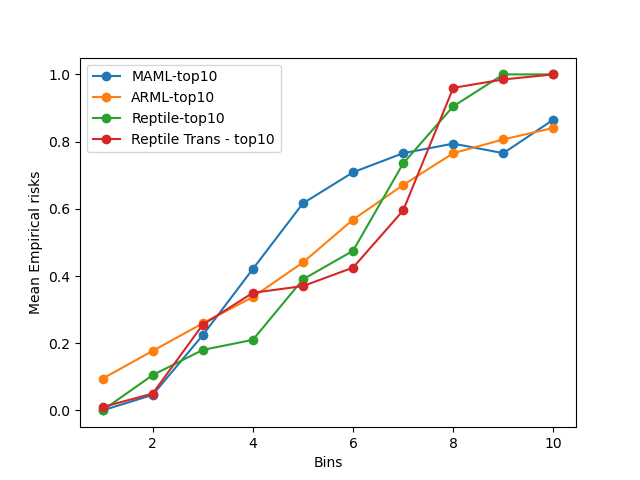 MAML-top10
ARML-top10
Reptile-top10
Reptile Trans - top10
1.0
0.8
0.6
0.4
0.2
0.0
Mean Empirical risks
2 4 6 8 10
Bins